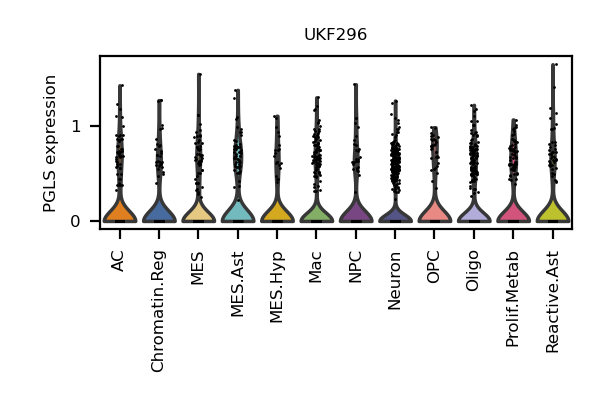 UKF296
PGLS expression
1
0
AC
Chromatin.Reg
MES
MES.Ast
MES.Hyp
Mac
NPC
Neuron
OPC
Oligo
Prolif.Metab
Reactive.Ast